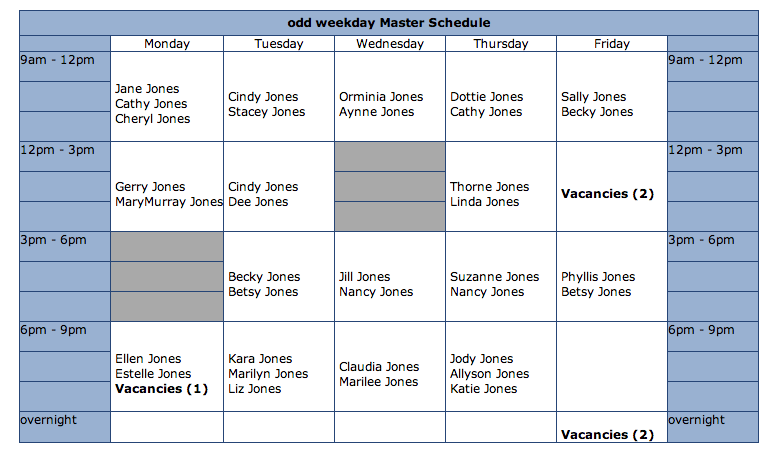 odd weekday Master Schedule
Monday Tuesday Wednesday Thursday Friday
9am - 12pm 9am - 12pm
Jane Jones
Cathy Jones
Cheryl Jones
Cindy Jones
Stacey Jones
Orminia Jones
Aynne Jones
Dottie Jones
Cathy Jones
Sally Jones
Becky Jones
12pm - 3pm 12pm - 3pm
Gerry Jones
MaryMurray Jones
Cindy Jones
Dee Jones
Thorne Jones
Linda Jones
Vacancies (2)
3pm - 6pm 3pm - 6pm
Becky Jones
Betsy Jones
Jill Jones
Nancy Jones
Suzanne Jones
Nancy Jones
Phyllis Jones
Betsy Jones
6pm - 9pm 6pm - 9pm
Ellen Jones
Estelle Jones
Vacancies (1)
Kara Jones
Marilyn Jones
Liz Jones
Claudia Jones
Marilee Jones
Jody Jones
Allyson Jones
Katie Jones
overnight overnight
Vacancies (2)